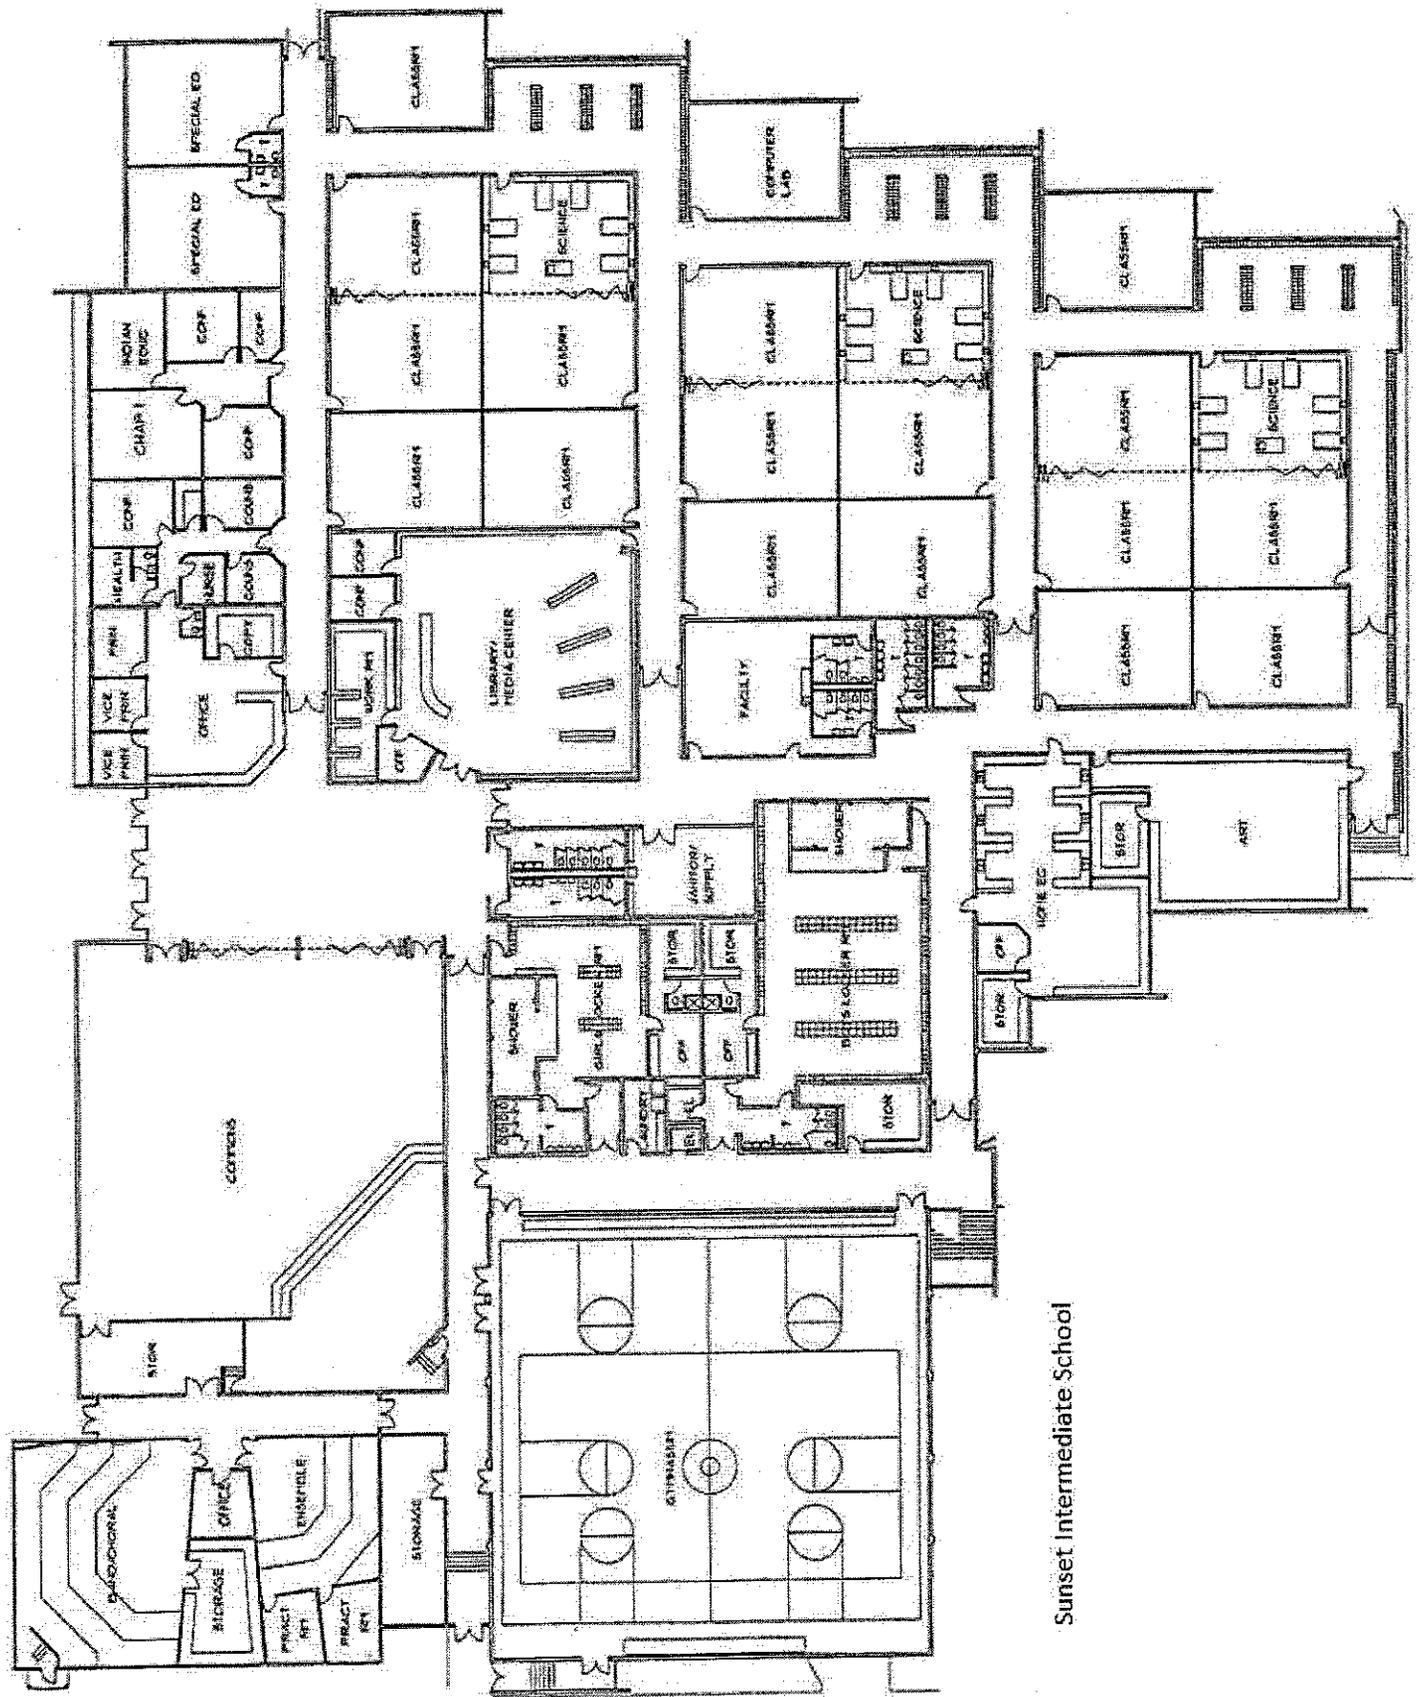 BAND/CHORAL
STORAGE
OFFICE
PRACT
RM
PRACT
RM
ENSEMBLE
STORAGE
STOR
COMMONS
VICE
PRIN
VICE
PRIN
PRIN
HEALTH
CONF
CHAP. 1
INDIAN
EDUC
SPECIAL ED
SPECIAL ED
OFFICE
COPY
NURSE
COUNS
COUNS
CONF
CONF
CONF
WORK RM
OFF
CONF
CONF
LIBRARY/
MEDIA CENTER
CLASSRM
CLASSRM
CLASSRM
CLASSRM
CLASSRM
SCIENCE
CLASSRM
GYMNASIUM
SHOWER
GIRLS LOCKER RM
LAUNDRY
OFF
STOR
OFF
STOR
JANITOR/
SUPPLY
BOYS LOCKER RM
SHOWER
STOR
FACULTY
CLASSRM
CLASSRM
CLASSRM
CLASSRM
SCIENCE
COMPUTER
LAB
STOR
OFF
HOME EC
STOR
ART
CLASSRM
CLASSRM
CLASSRM
CLASSRM
CLASSRM
SCIENCE
CLASSRM
Sunset Intermediate School